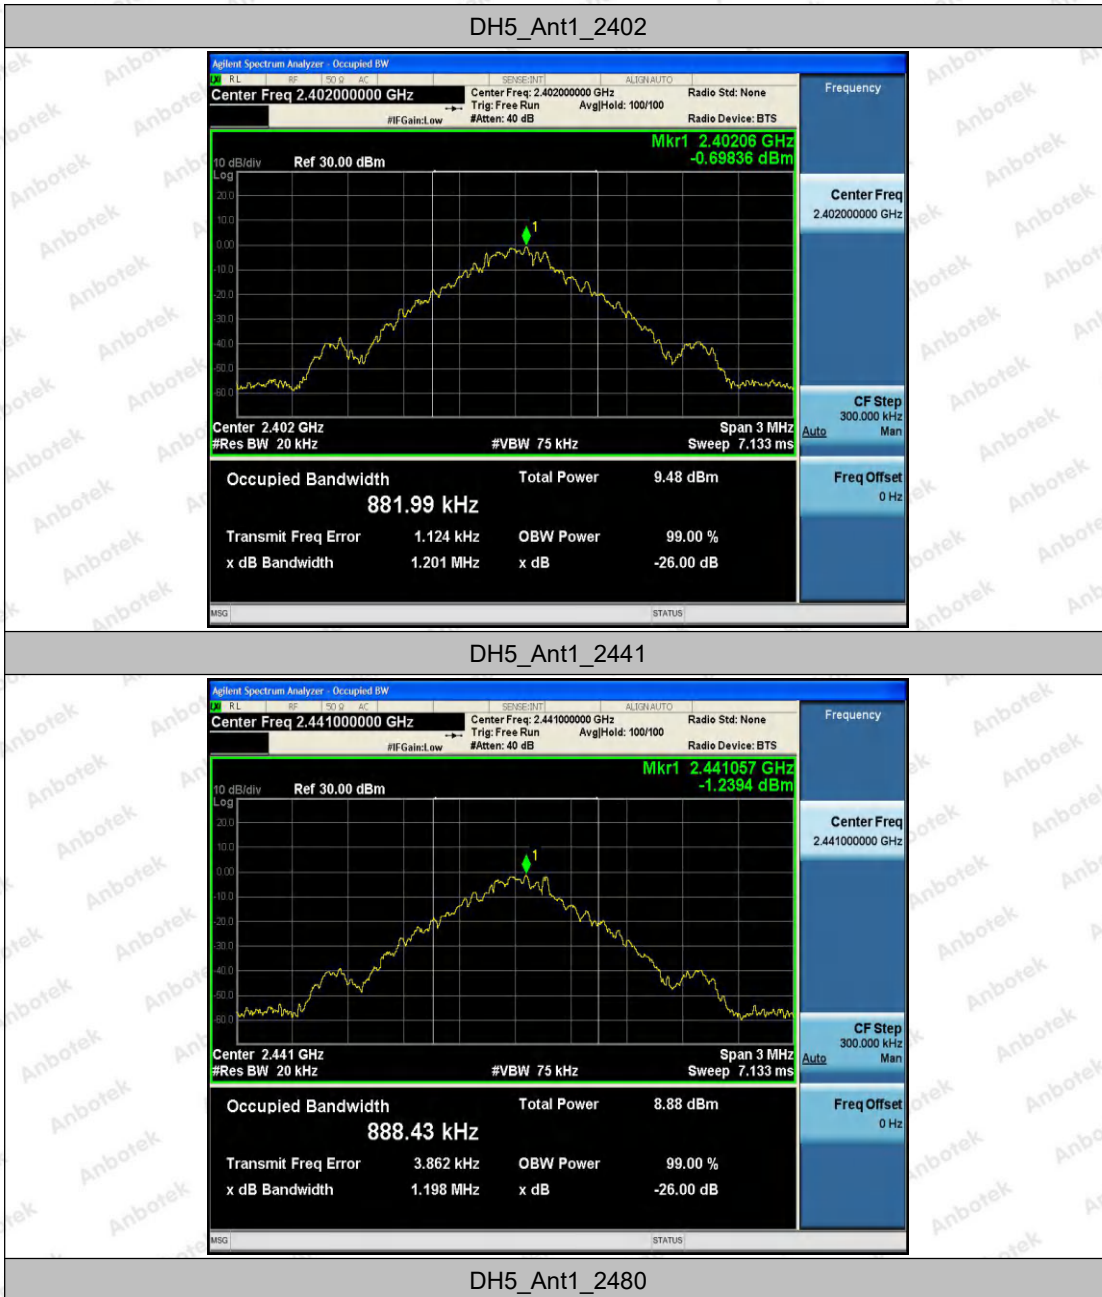 DH5_Ant1_2402
Agilent Spectrum Analyzer - Occupied BW
RL RF 50 Ω AC SENSE:INT ALIGN AUTO
Center Freq 2.402000000 GHz
Center Freq: 2.402000000 GHz
Radio Std: None
Trig: Free Run Avg|Hold: 100/100
#IFGain:Low #Atten: 40 dB Radio Device: BTS
Mkr1 2.40206 GHz
-0.69836 dBm
10 dB/div Ref 30.00 dBm
Log
20.0
10.0
0.00
-10.0
-20.0
-30.0
-40.0
-50.0
-60.0
Center 2.402 GHz Span 3 MHz
#Res BW 20 kHz #VBW 75 kHz Sweep 7.133 ms
Occupied Bandwidth Total Power 9.48 dBm
881.99 kHz
Transmit Freq Error 1.124 kHz OBW Power 99.00 %
x dB Bandwidth 1.201 MHz x dB -26.00 dB
MSG STATUS
Frequency
Center Freq
2.402000000 GHz
CF Step
300.000 kHz
Auto Man
Freq Offset
0 Hz
DH5_Ant1_2441
Agilent Spectrum Analyzer - Occupied BW
RL RF 50 Ω AC SENSE:INT ALIGN AUTO
Center Freq 2.441000000 GHz
Center Freq: 2.441000000 GHz
Radio Std: None
Trig: Free Run Avg|Hold: 100/100
#IFGain:Low #Atten: 40 dB Radio Device: BTS
Mkr1 2.441057 GHz
-1.2394 dBm
10 dB/div Ref 30.00 dBm
Log
20.0
10.0
0.00
-10.0
-20.0
-30.0
-40.0
-50.0
-60.0
Center 2.441 GHz Span 3 MHz
#Res BW 20 kHz #VBW 75 kHz Sweep 7.133 ms
Occupied Bandwidth Total Power 8.88 dBm
888.43 kHz
Transmit Freq Error 3.862 kHz OBW Power 99.00 %
x dB Bandwidth 1.198 MHz x dB -26.00 dB
MSG STATUS
Frequency
Center Freq
2.441000000 GHz
CF Step
300.000 kHz
Auto Man
Freq Offset
0 Hz
DH5_Ant1_2480